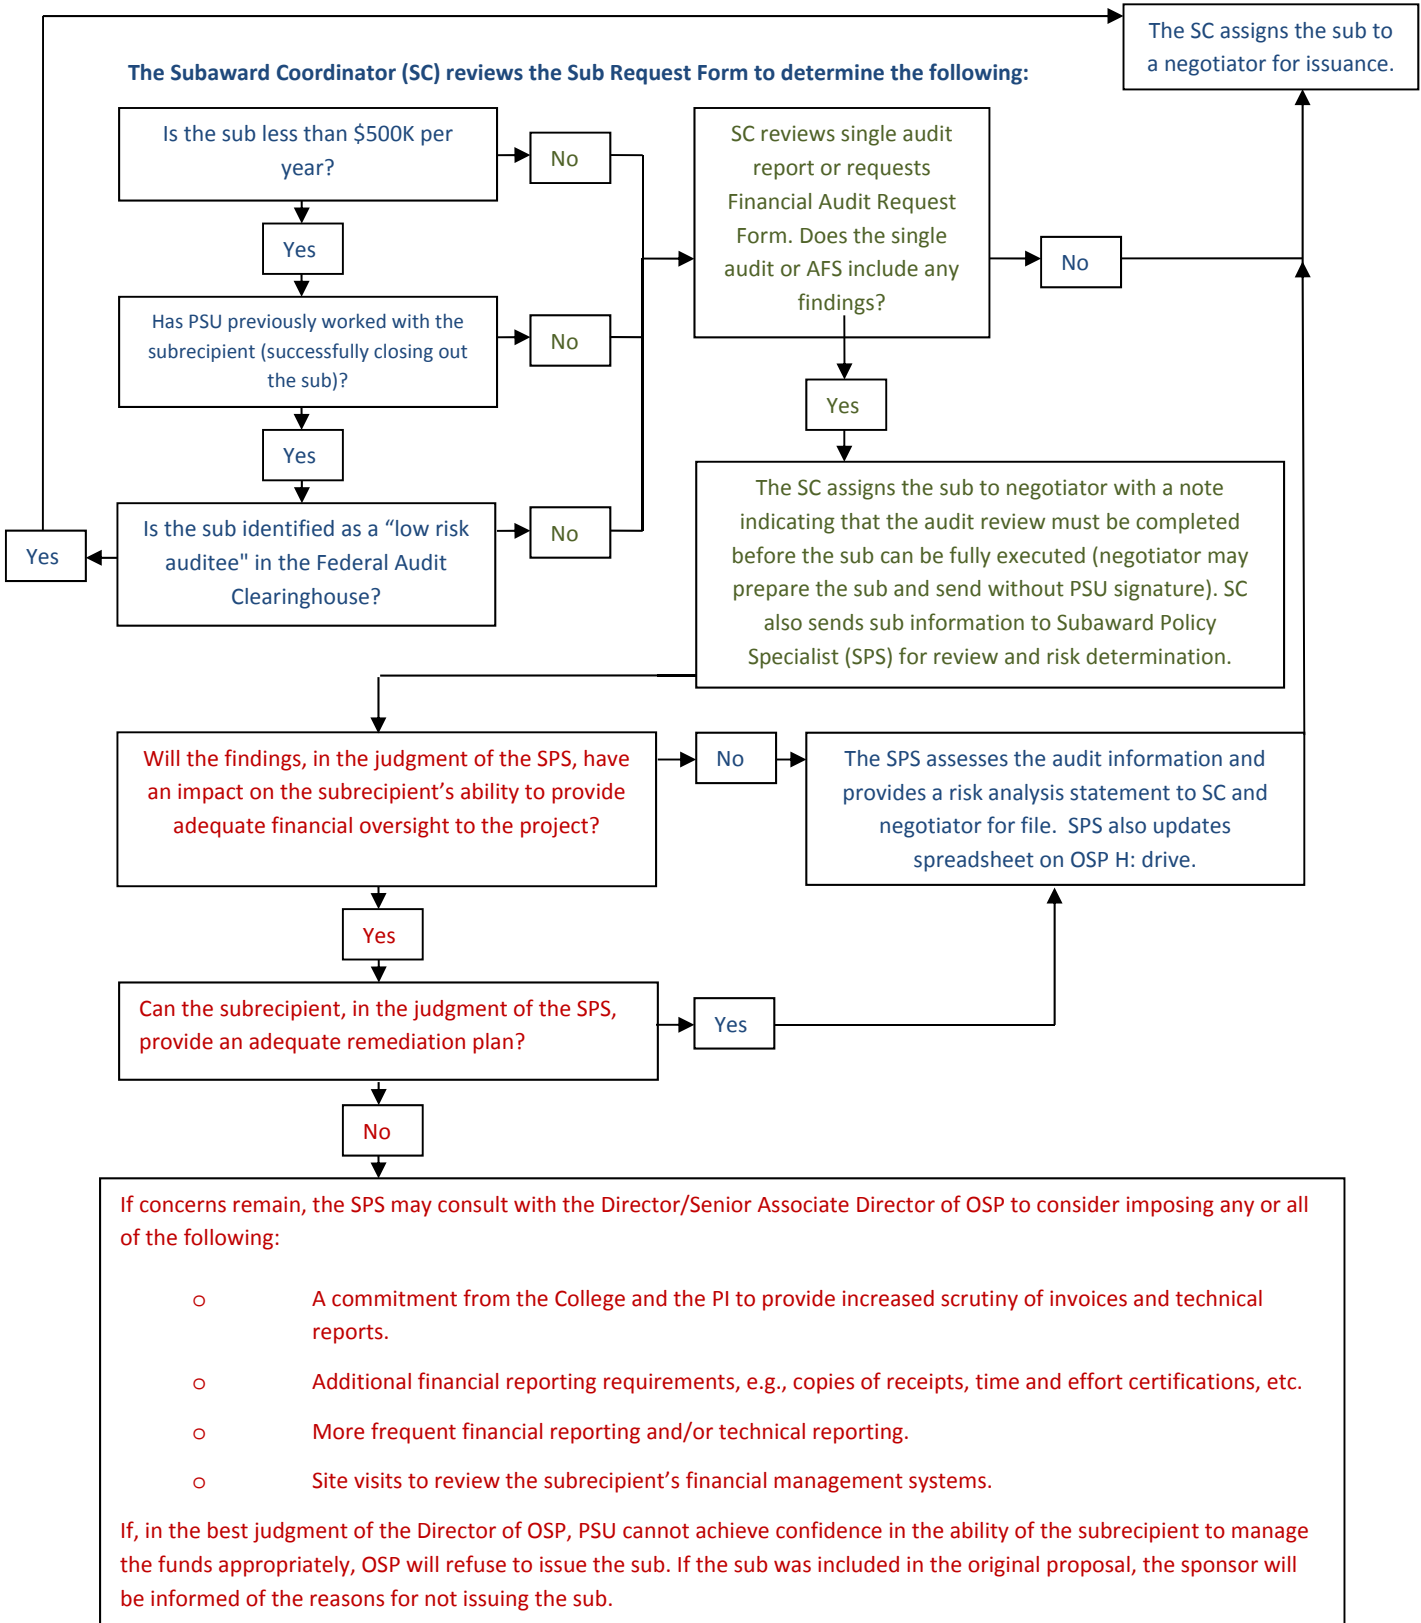 The SC assigns the sub to
a negotiator for issuance.
The Subaward Coordinator (SC) reviews the Sub Request Form to determine the following:
Is the sub less than $500K per
year?
No
Yes
Has PSU previously worked with the
subrecipient (successfully closing out
the sub)?
No
Yes
Is the sub identified as a “low risk
auditee" in the Federal Audit
Clearinghouse?
No
Yes
SC reviews single audit
report or requests
Financial Audit Request
Form. Does the single
audit or AFS include any
findings?
No
Yes
The SC assigns the sub to negotiator with a note
indicating that the audit review must be completed
before the sub can be fully executed (negotiator may
prepare the sub and send without PSU signature). SC
also sends sub information to Subaward Policy
Specialist (SPS) for review and risk determination.
Will the findings, in the judgment of the SPS, have
an impact on the subrecipient’s ability to provide
adequate financial oversight to the project?
No
The SPS assesses the audit information and
provides a risk analysis statement to SC and
negotiator for file.  SPS also updates
spreadsheet on OSP H: drive.
Yes
Can the subrecipient, in the judgment of the SPS,
provide an adequate remediation plan?
Yes
No
If concerns remain, the SPS may consult with the Director/Senior Associate Director of OSP to consider imposing any or all
of the following:
o A commitment from the College and the PI to provide increased scrutiny of invoices and technical
reports.
o Additional financial reporting requirements, e.g., copies of receipts, time and effort certifications, etc.
o More frequent financial reporting and/or technical reporting.
o Site visits to review the subrecipient’s financial management systems.
If, in the best judgment of the Director of OSP, PSU cannot achieve confidence in the ability of the subrecipient to manage
the funds appropriately, OSP will refuse to issue the sub. If the sub was included in the original proposal, the sponsor will
be informed of the reasons for not issuing the sub.